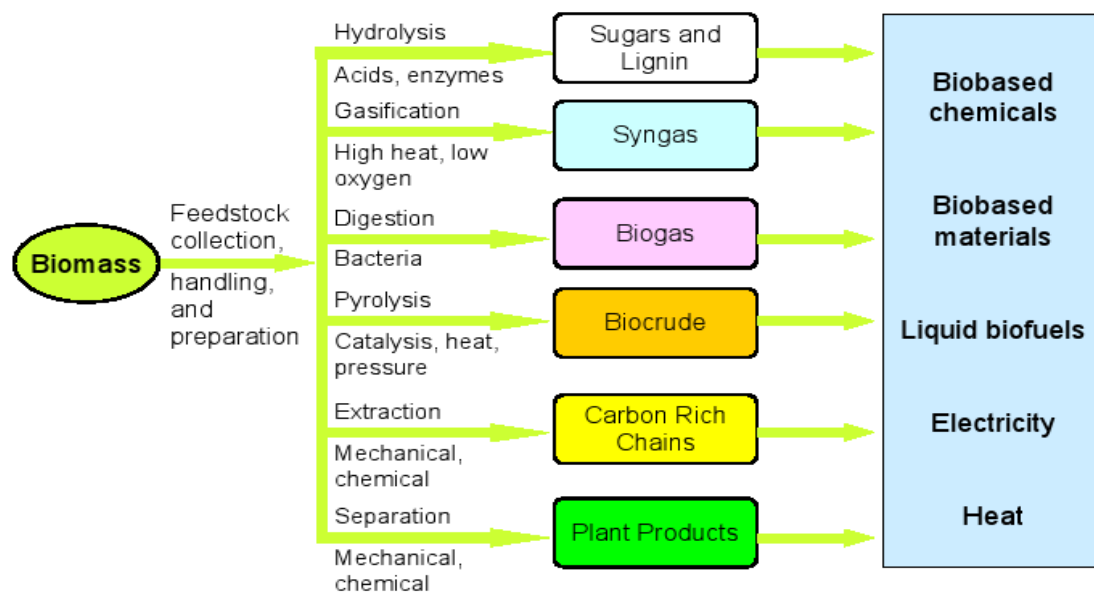 Biomass
Feedstock
collection,
handling,
and
preparation
Hydrolysis
Acids, enzymes
Sugars and
Lignin
Gasification
High heat, low
oxygen
Syngas
Digestion
Bacteria
Biogas
Pyrolysis
Catalysis, heat,
pressure
Biocrude
Extraction
Mechanical,
chemical
Carbon Rich
Chains
Separation
Mechanical,
chemical
Plant Products
Biobased
chemicals
Biobased
materials
Liquid biofuels
Electricity
Heat